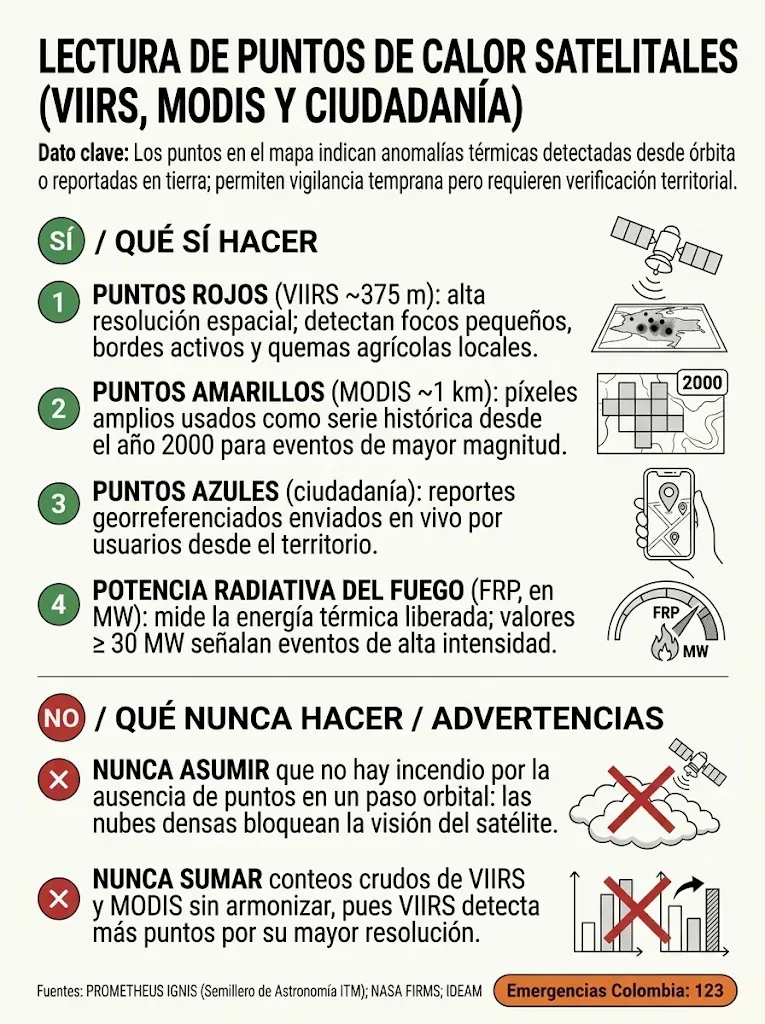 LECTURA DE PUNTOS DE CALOR SATELITALES
(VIIRS, MODIS Y CIUDADANÍA)
Dato clave: Los puntos en el mapa indican anomalías térmicas detectadas desde órbita
o reportadas en tierra; permiten vigilancia temprana pero requieren verificación territorial.
SÍ / QUÉ SÍ HACER
1 PUNTOS ROJOS (VIIRS ~375 m): alta
resolución espacial; detectan focos pequeños,
bordes activos y quemas agrícolas locales.
2 PUNTOS AMARILLOS (MODIS ~1 km): píxeles
amplios usados como serie histórica desde
el año 2000 para eventos de mayor magnitud.
2000
3 PUNTOS AZULES (ciudadanía): reportes
georreferenciados enviados en vivo por
usuarios desde el territorio.
4 POTENCIA RADIATIVA DEL FUEGO (FRP, en
MW): mide la energía térmica liberada; valores
≥ 30 MW señalan eventos de alta intensidad.
FRP
MW
NO / QUÉ NUNCA HACER / ADVERTENCIAS
NUNCA ASUMIR que no hay incendio por la
ausencia de puntos en un paso orbital: las
nubes densas bloquean la visión del satélite.
NUNCA SUMAR conteos crudos de VIIRS
y MODIS sin armonizar, pues VIIRS detecta
más puntos por su mayor resolución.
Fuentes: PROMETHEUS IGNIS (Semillero de Astronomía ITM); NASA FIRMS; IDEAM
Emergencias Colombia: 123